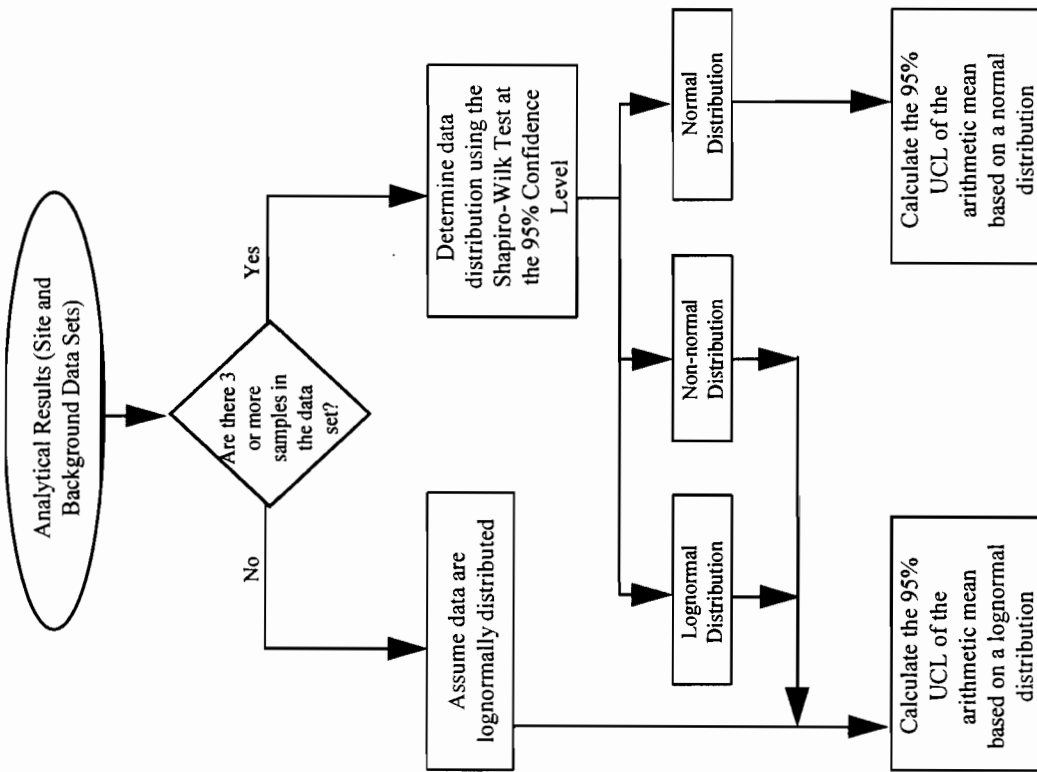 Analytical Results (Site and
Background Data Sets)
Are there 3
or more
samples in
the data
set?
No
Yes
Assume data are
lognormally distributed
Determine data
distribution using the
Shapiro-Wilk Test at
the 95% Confidence
Level
Lognormal
Distribution
Non-normal
Distribution
Normal
Distribution
Calculate the 95%
UCL of the
arithmetic mean
based on a lognormal
distribution
Calculate the 95%
UCL of the
arithmetic mean
based on a normal
distribution